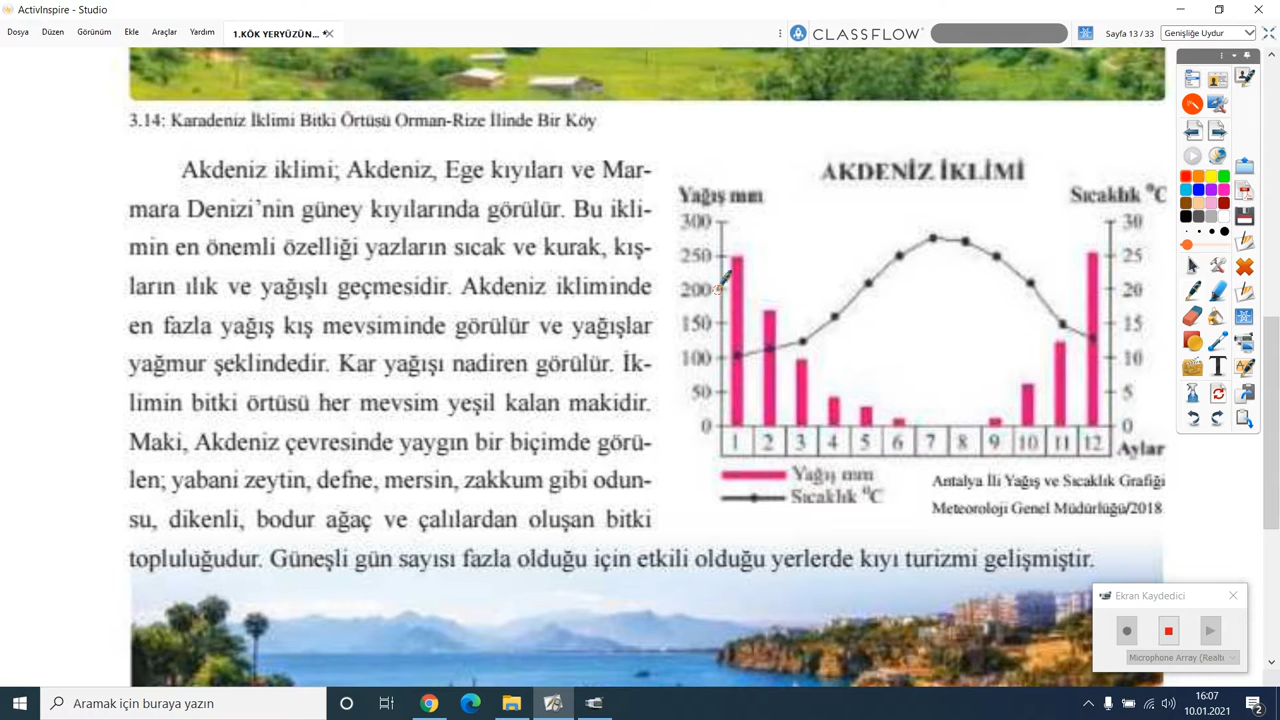 ActivInspire - Studio
Dosya Düzen Görünüm Ekle Araçlar Yardım
1.KÖK YERYÜZÜN...
CLASSFLOW
Sayfa 13 / 33
Genişliğe Uydur
3.14: Karadeniz İklimi Bitki Örtüsü Orman-Rize İlinde Bir Köy
Akdeniz iklimi; Akdeniz, Ege kıyıları ve Mar-
mara Denizi'nin güney kıyılarında görülür. Bu ikli-
min en önemli özelliği yazların sıcak ve kurak, kış-
ların ılık ve yağışlı geçmesidir. Akdeniz ikliminde
en fazla yağış kış mevsiminde görülür ve yağışlar
yağmur şeklindedir. Kar yağışı nadiren görülür. İk-
limin bitki örtüsü her mevsim yeşil kalan makidir.
Maki, Akdeniz çevresinde yaygın bir biçimde görü-
len; yabani zeytin, defne, mersin, zakkum gibi odun-
su, dikenli, bodur ağaç ve çalılardan oluşan bitki
topluluğudur. Güneşli gün sayısı fazla olduğu için etkili olduğu yerlerde kıyı turizmi gelişmiştir.
AKDENİZ İKLİMİ
Yağış mm
Sıcaklık ⁰C
300 30
250 25
200 20
150 15
100 10
50 5
0 0
1 2 3 4 5 6 7 8 9 10 11 12 Aylar
Yağış mm
Sıcaklık ⁰C
Antalya İli Yağış ve Sıcaklık Grafiği
Meteoroloji Genel Müdürlüğü/2018
Ekran Kaydedici
Microphone Array (Realte
Aramak için buraya yazın
16:07
10.01.2021
2